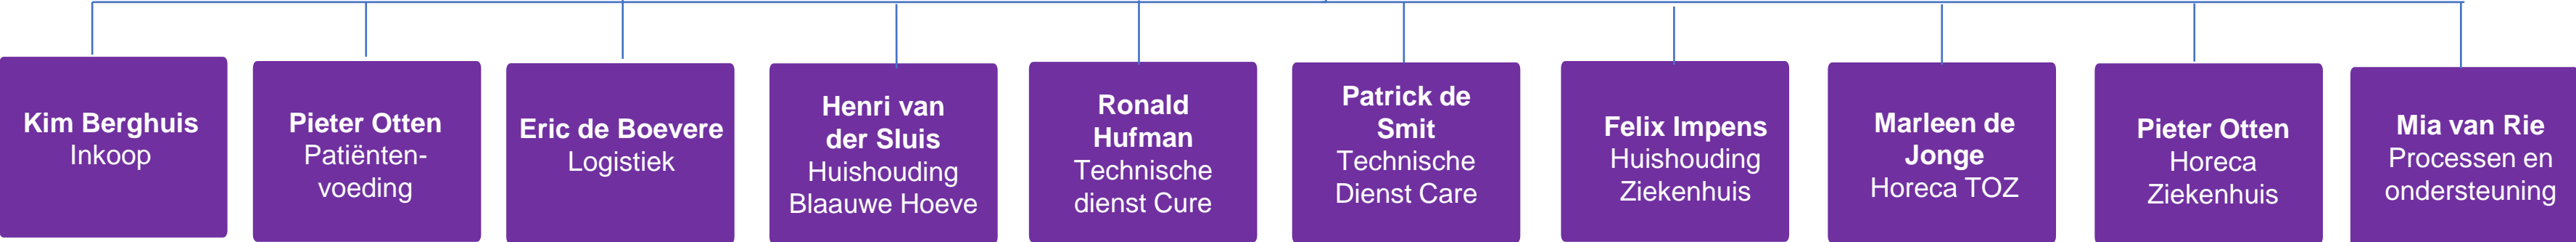 Kim Berghuis
Inkoop
Pieter Otten
Patiënten-
voeding
Eric de Boevere
Logistiek
Henri van
der Sluis
Huishouding
Blaauwe Hoeve
Ronald
Hufman
Technische
dienst Cure
Patrick de
Smit
Technische
Dienst Care
Felix Impens
Huishouding
Ziekenhuis
Marleen de
Jonge
Horeca TOZ
Pieter Otten
Horeca
Ziekenhuis
Mia van Rie
Processen en
ondersteuning